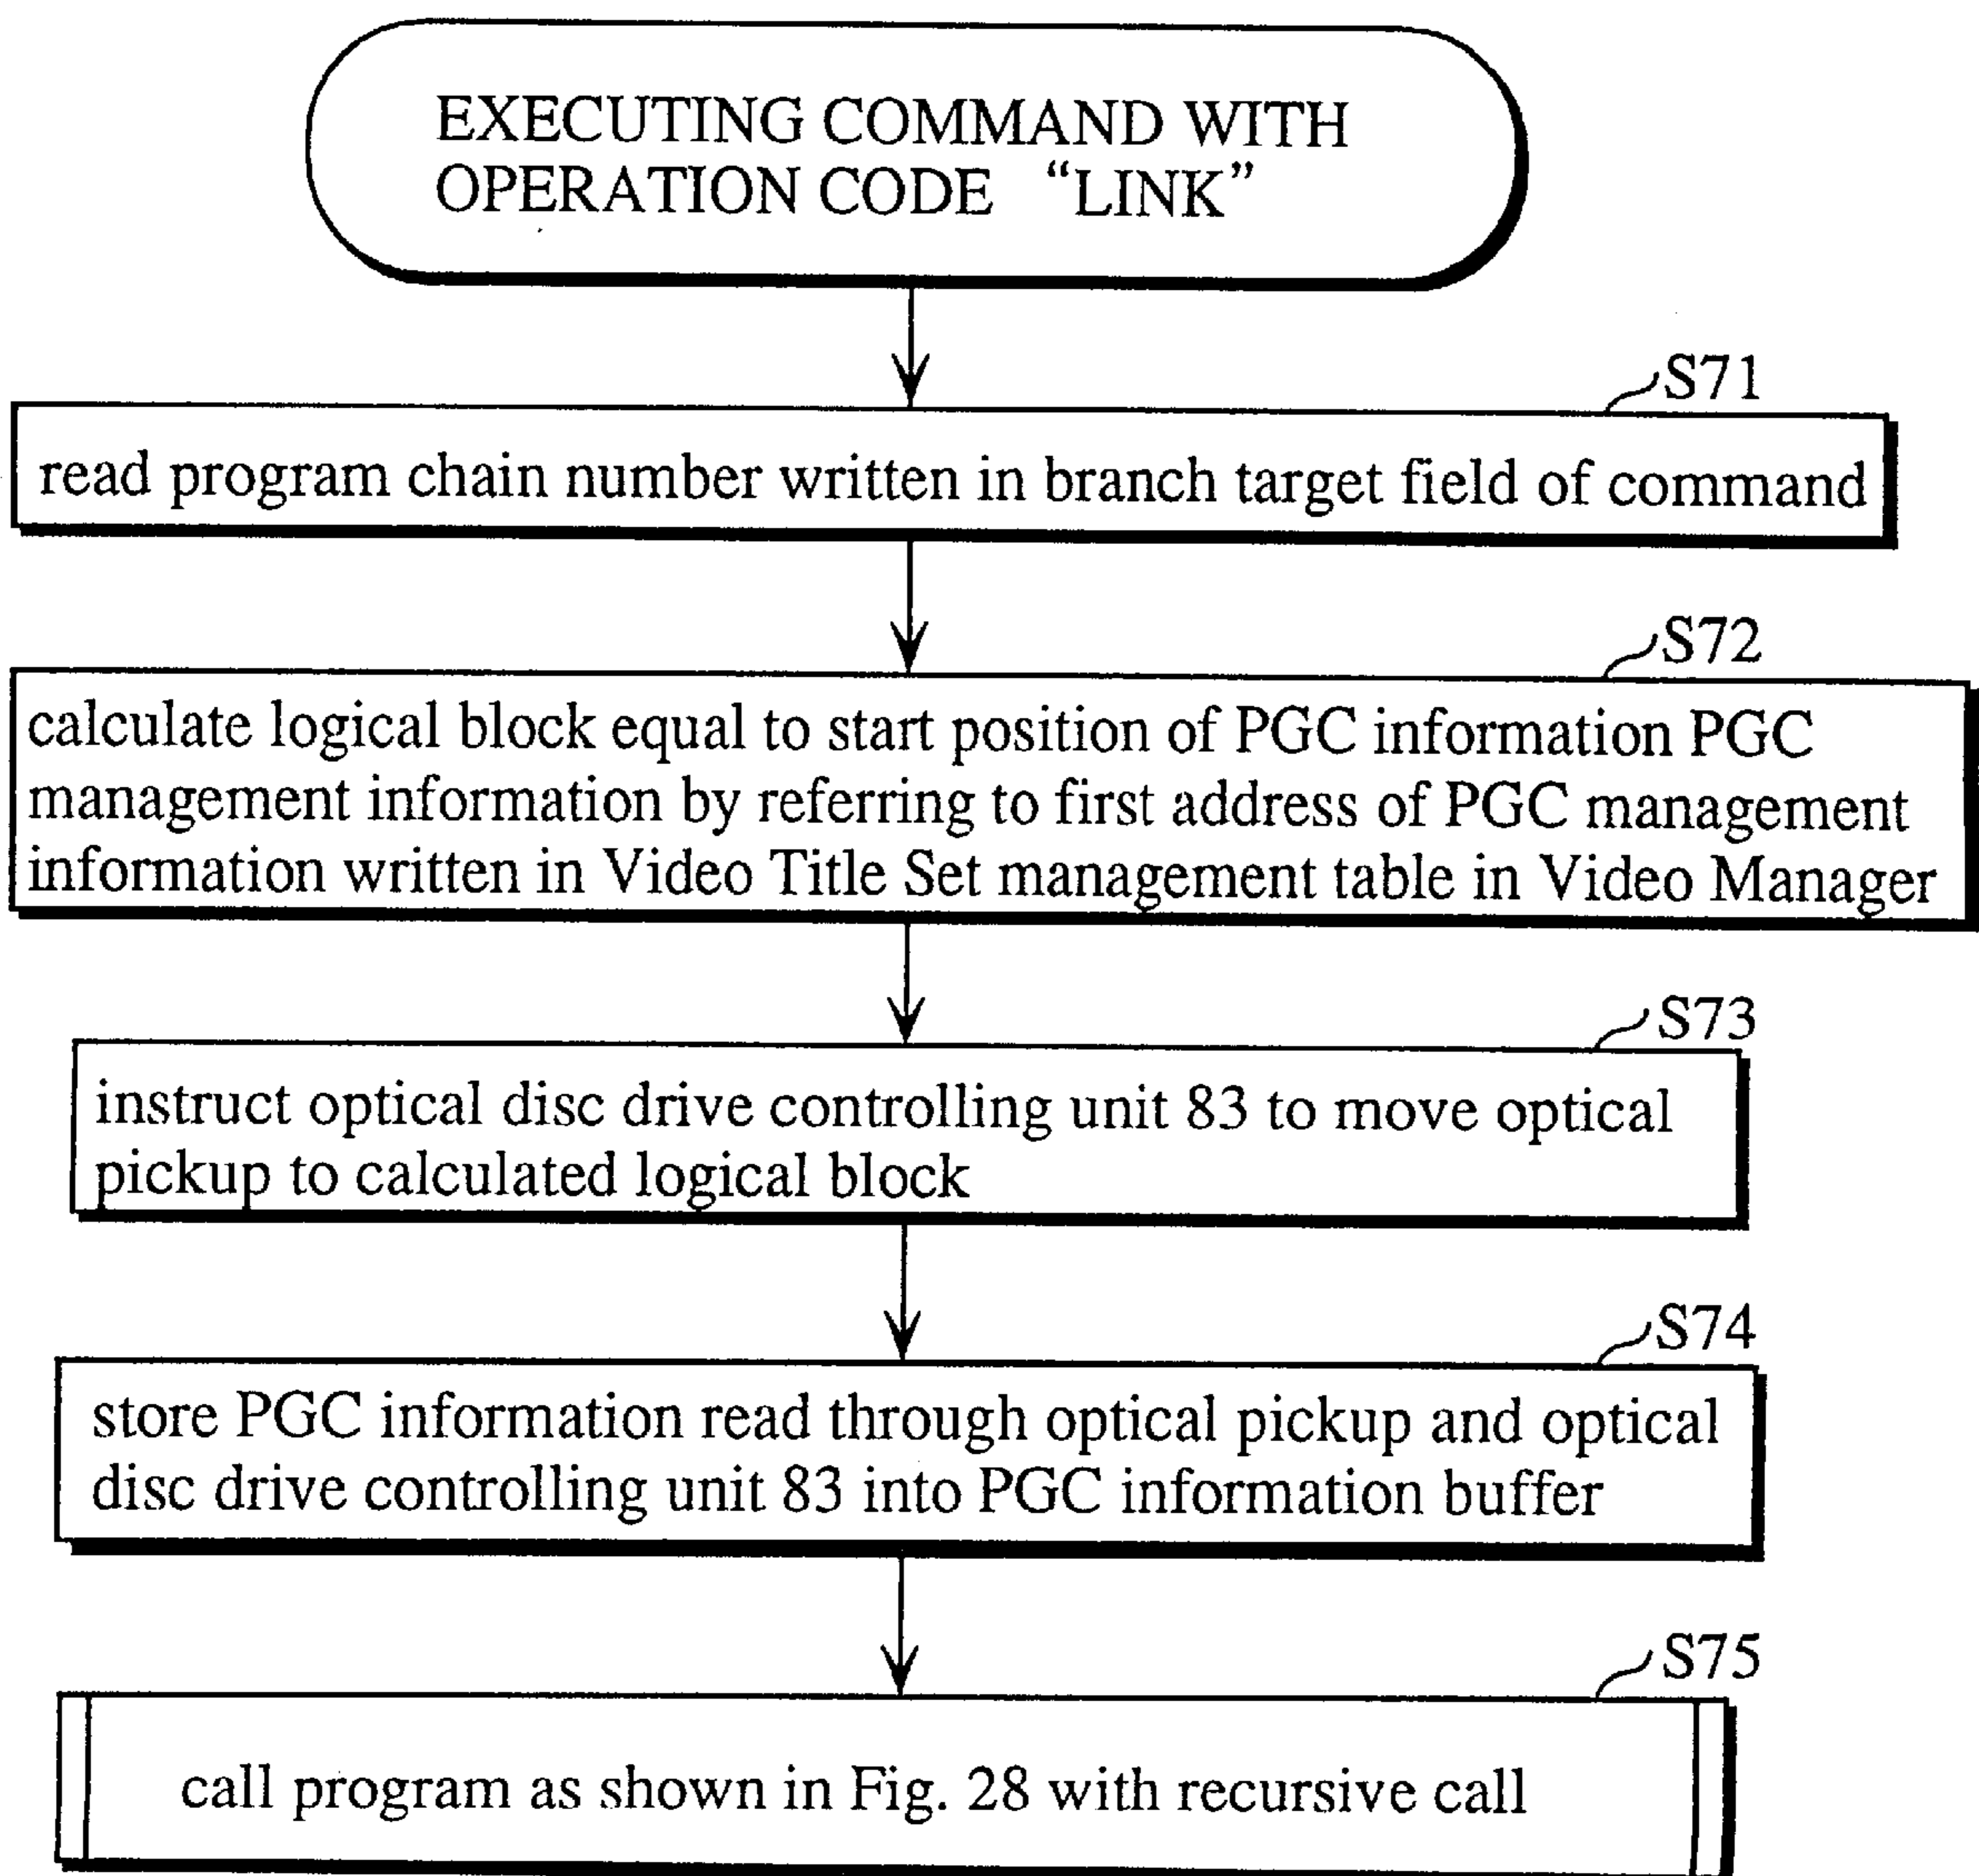 EXECUTING COMMAND WITH
OPERATION CODE “LINK”
S71
read program chain number written in branch target field of command
S72
calculate logical block equal to start position of PGC information PGC
management information by referring to first address of PGC management
information written in Video Title Set management table in Video Manager
S73
instruct optical disc drive controlling unit 83 to move optical
pickup to calculated logical block
S74
store PGC information read through optical pickup and optical
disc drive controlling unit 83 into PGC information buffer
S75
call program as shown in Fig. 28 with recursive call